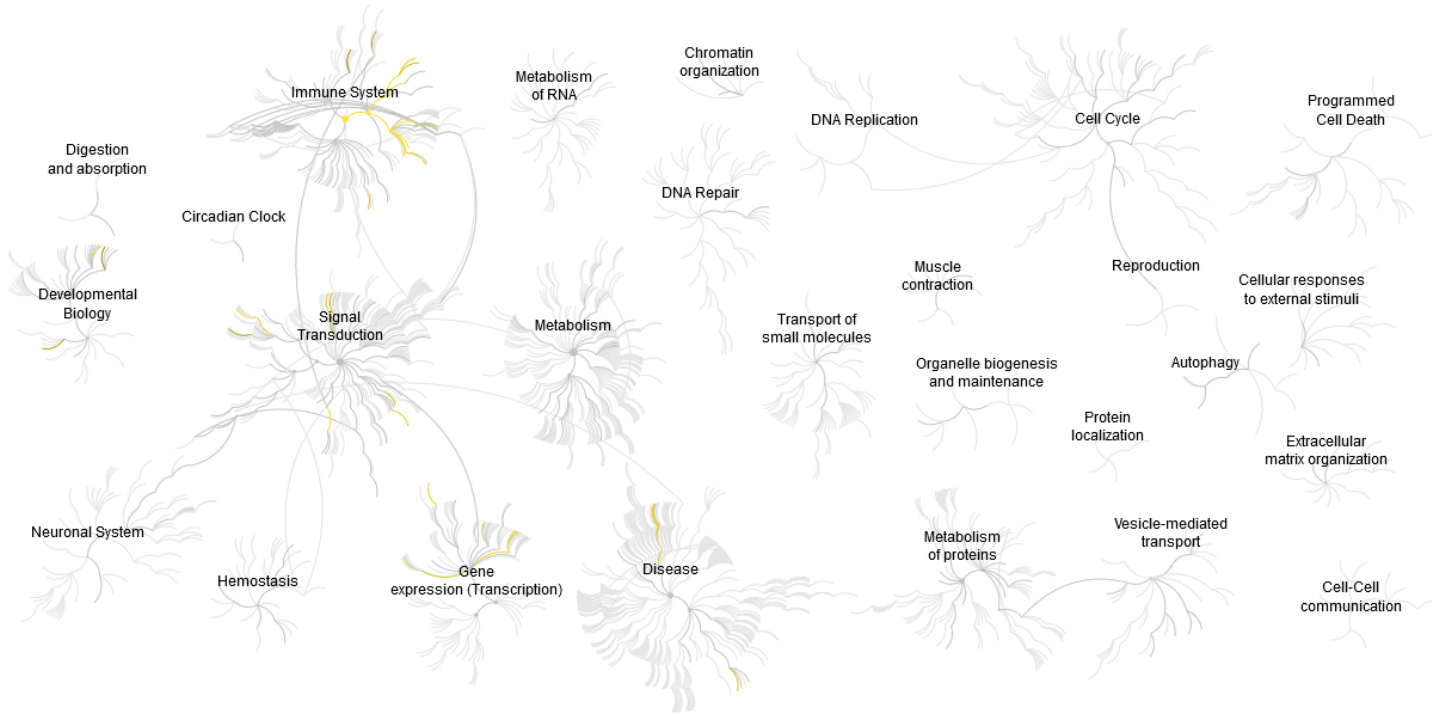 Immune System
Metabolism
of RNA
Chromatin
organization
DNA Replication
Cell Cycle
Programmed
Cell Death
Digestion
and absorption
Circadian Clock
DNA Repair
Developmental
Biology
Signal
Transduction
Metabolism
Transport of
small molecules
Muscle
contraction
Reproduction
Cellular responses
to external stimuli
Organelle biogenesis
and maintenance
Autophagy
Protein
localization
Extracellular
matrix organization
Neuronal System
Hemostasis
Gene
expression (Transcription)
Disease
Metabolism
of proteins
Vesicle-mediated
transport
Cell-Cell
communication